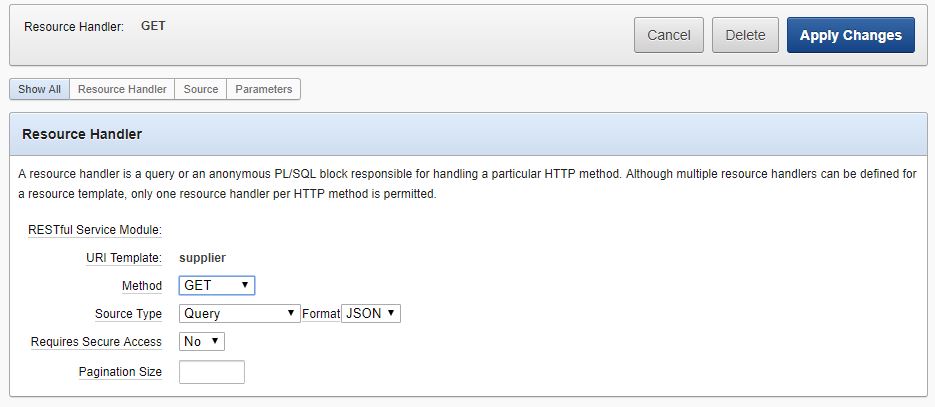 Resource Handler: GET
Cancel Delete Apply Changes
Show All Resource Handler Source Parameters
Resource Handler
A resource handler is a query or an anonymous PL/SQL block responsible for handling a particular HTTP method. Although multiple resource handlers can be defined for
a resource template, only one resource handler per HTTP method is permitted.
RESTful Service Module:
URI Template: supplier
Method GET
Source Type Query Format JSON
Requires Secure Access No
Pagination Size